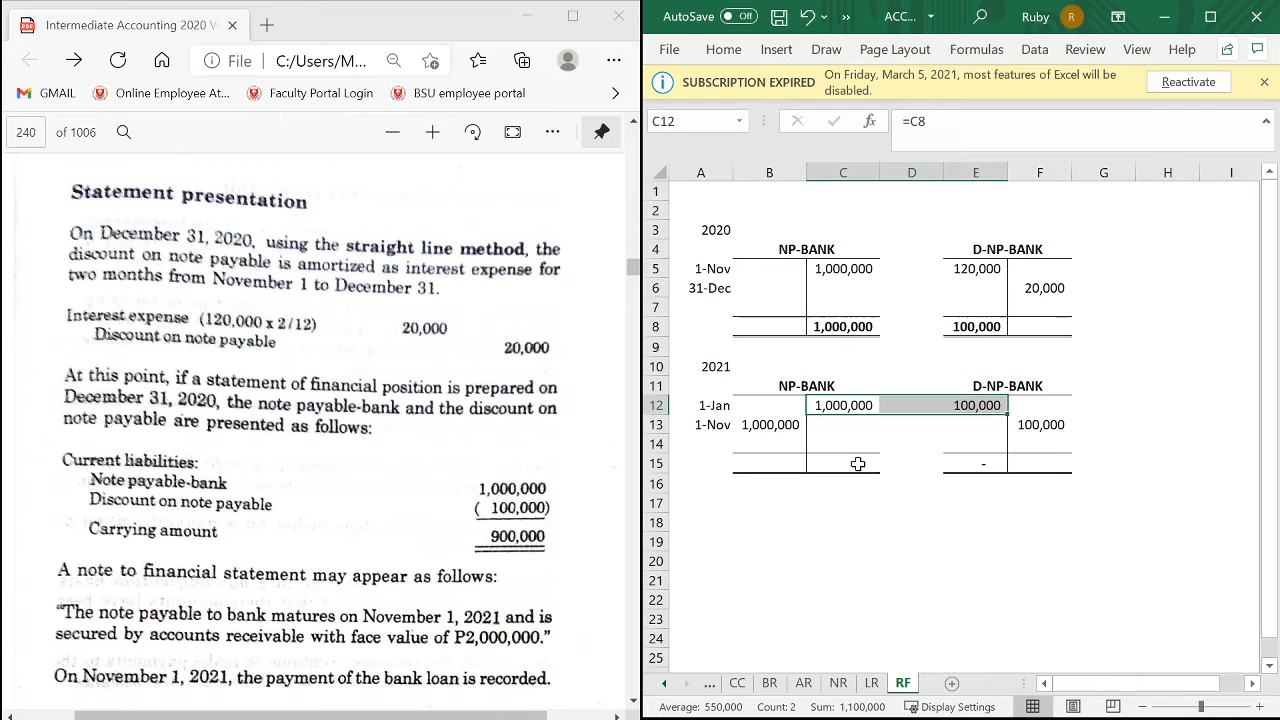 Intermediate Accounting 2020 V
File
C:/Users/M...
GMAIL
Online Employee At...
Faculty Portal Login
BSU employee portal
240 of 1006
Statement presentation
On December 31, 2020, using the straight line method, the
discount on note payable is amortized as interest expense for
two months from November 1 to December 31.
Interest expense (120,000 x 2/12) 20,000
Discount on note payable 20,000
At this point, if a statement of financial position is prepared on
December 31, 2020, the note payable-bank and the discount on
note payable are presented as follows:
Current liabilities:
Note payable-bank 1,000,000
Discount on note payable ( 100,000)
Carrying amount 900,000
A note to financial statement may appear as follows:
"The note payable to bank matures on November 1, 2021 and is
secured by accounts receivable with face value of P2,000,000."
On November 1, 2021, the payment of the bank loan is recorded.
AutoSave Off ACC... Ruby R
File Home Insert Draw Page Layout Formulas Data Review View Help
SUBSCRIPTION EXPIRED On Friday, March 5, 2021, most features of Excel will be
disabled.
Reactivate
C12 fx =C8
A B C D E F G H I
1
2
3 2020
4 NP-BANK D-NP-BANK
5 1-Nov 1,000,000 120,000
6 31-Dec 20,000
7
8 1,000,000 100,000
9
10 2021
11 NP-BANK D-NP-BANK
12 1-Jan 1,000,000 100,000
13 1-Nov 1,000,000 100,000
14
15 -
16
17
18
19
20
21
22
23
24
25
... CC BR AR NR LR RF
Average: 550,000 Count: 2 Sum: 1,100,000 Display Settings